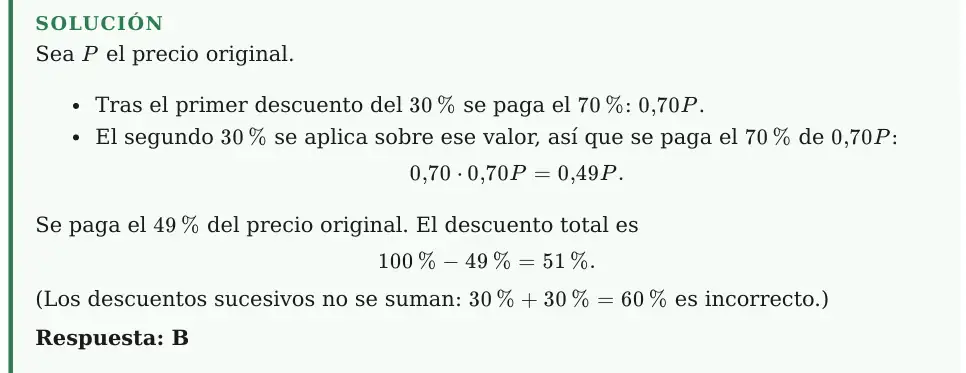 SOLUCIÓN
Sea P el precio original.
• Tras el primer descuento del 30 % se paga el 70 %: 0,70P.
• El segundo 30 % se aplica sobre ese valor, así que se paga el 70 % de 0,70P:
0,70 · 0,70P = 0,49P.
Se paga el 49 % del precio original. El descuento total es
100 % − 49 % = 51 %.
(Los descuentos sucesivos no se suman: 30 % + 30 % = 60 % es incorrecto.)
Respuesta: B